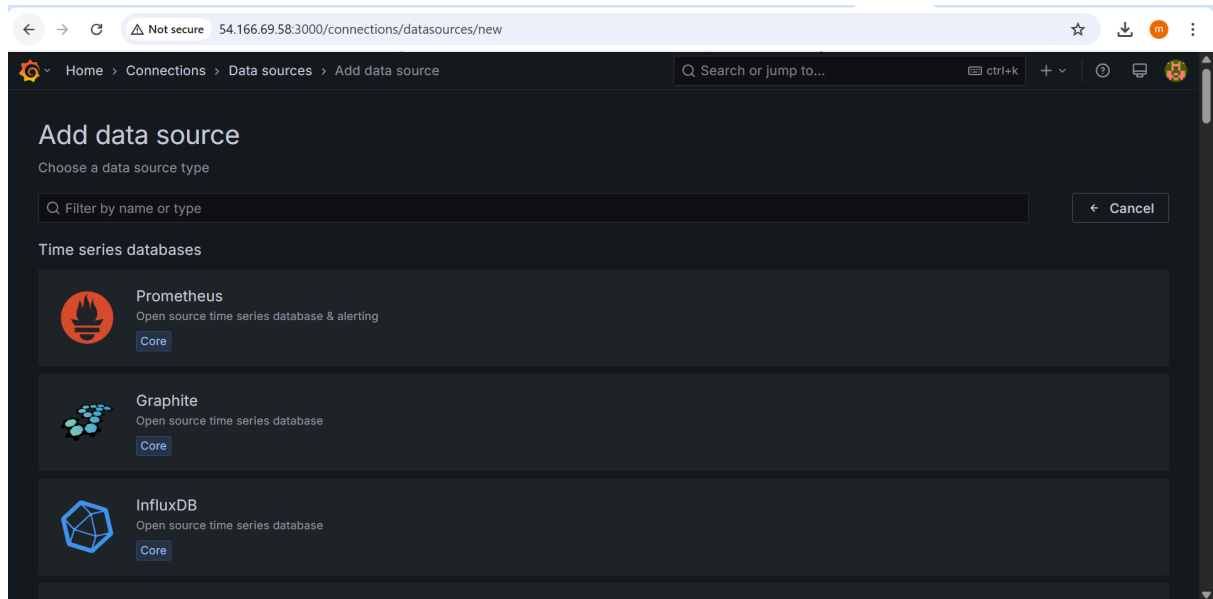 Not secure 54.166.69.58:3000/connections/datasources/new m
Home › Connections › Data sources › Add data source Search or jump to... ctrl+k
Add data source
Choose a data source type
Filter by name or type Cancel
Time series databases
Prometheus
Open source time series database & alerting
Core
Graphite
Open source time series database
Core
InfluxDB
Open source time series database
Core